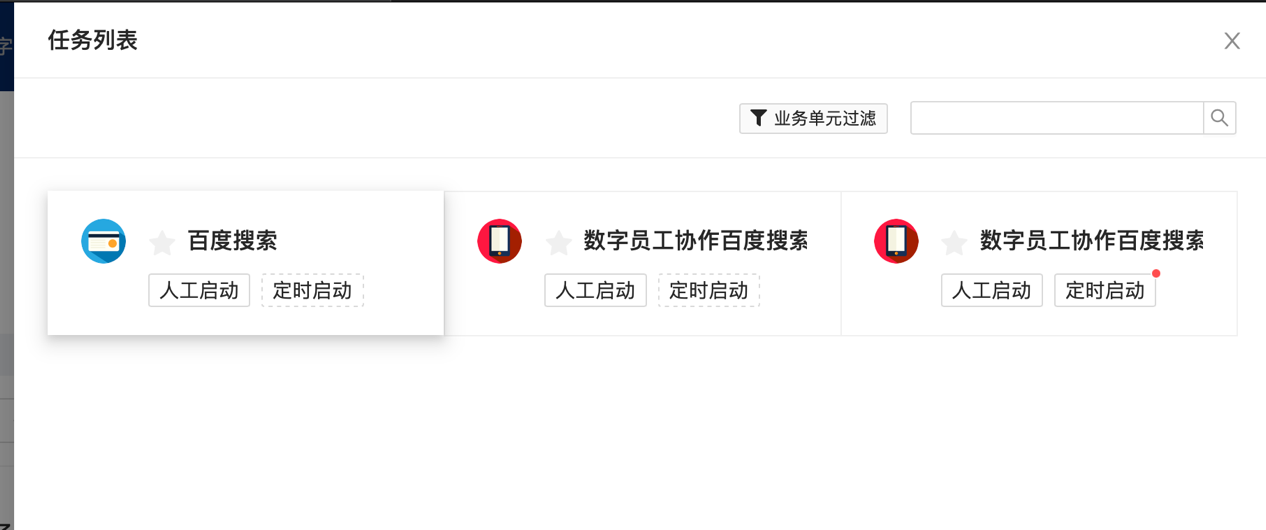 任务列表
业务单元过滤
百度搜索
人工启动 定时启动
数字员工协作百度搜索
人工启动 定时启动
数字员工协作百度搜索
人工启动 定时启动
字